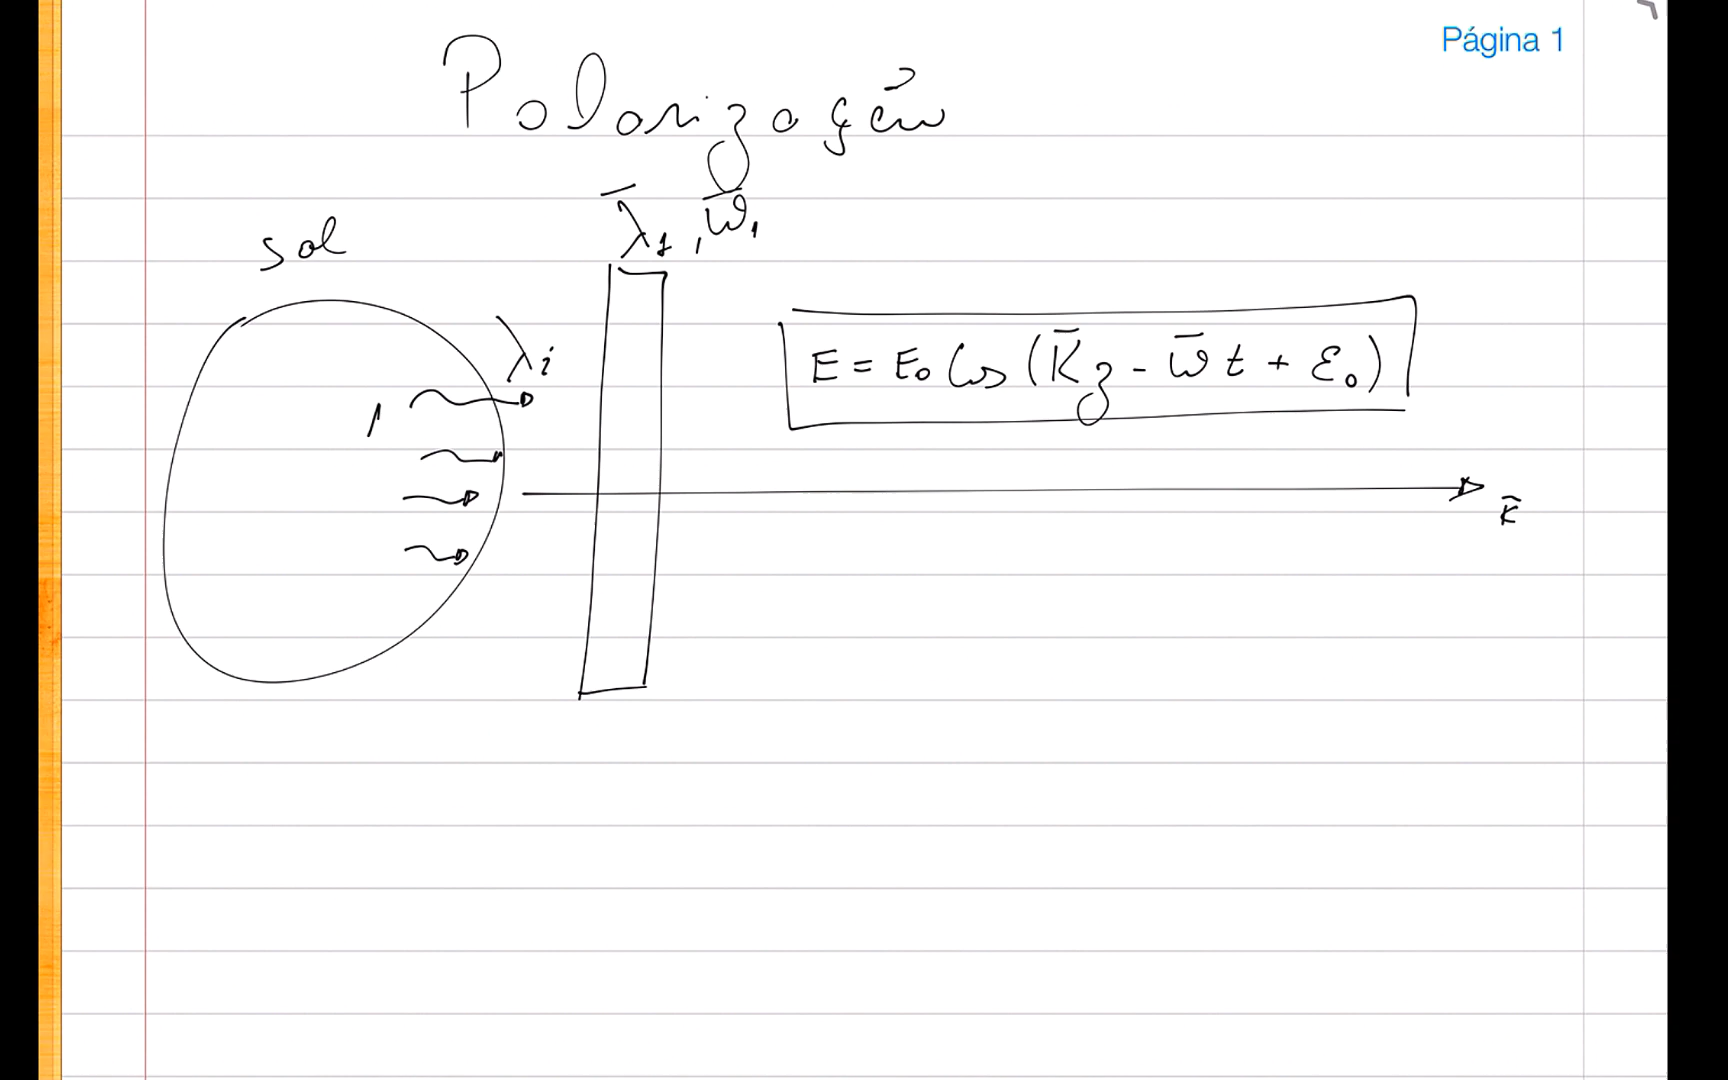 Página 1
Polarização
sol
λ̄₁, ω̄₁
λi
E = E₀ Cos (k̄z - ω̄t + ε₀)
k̄